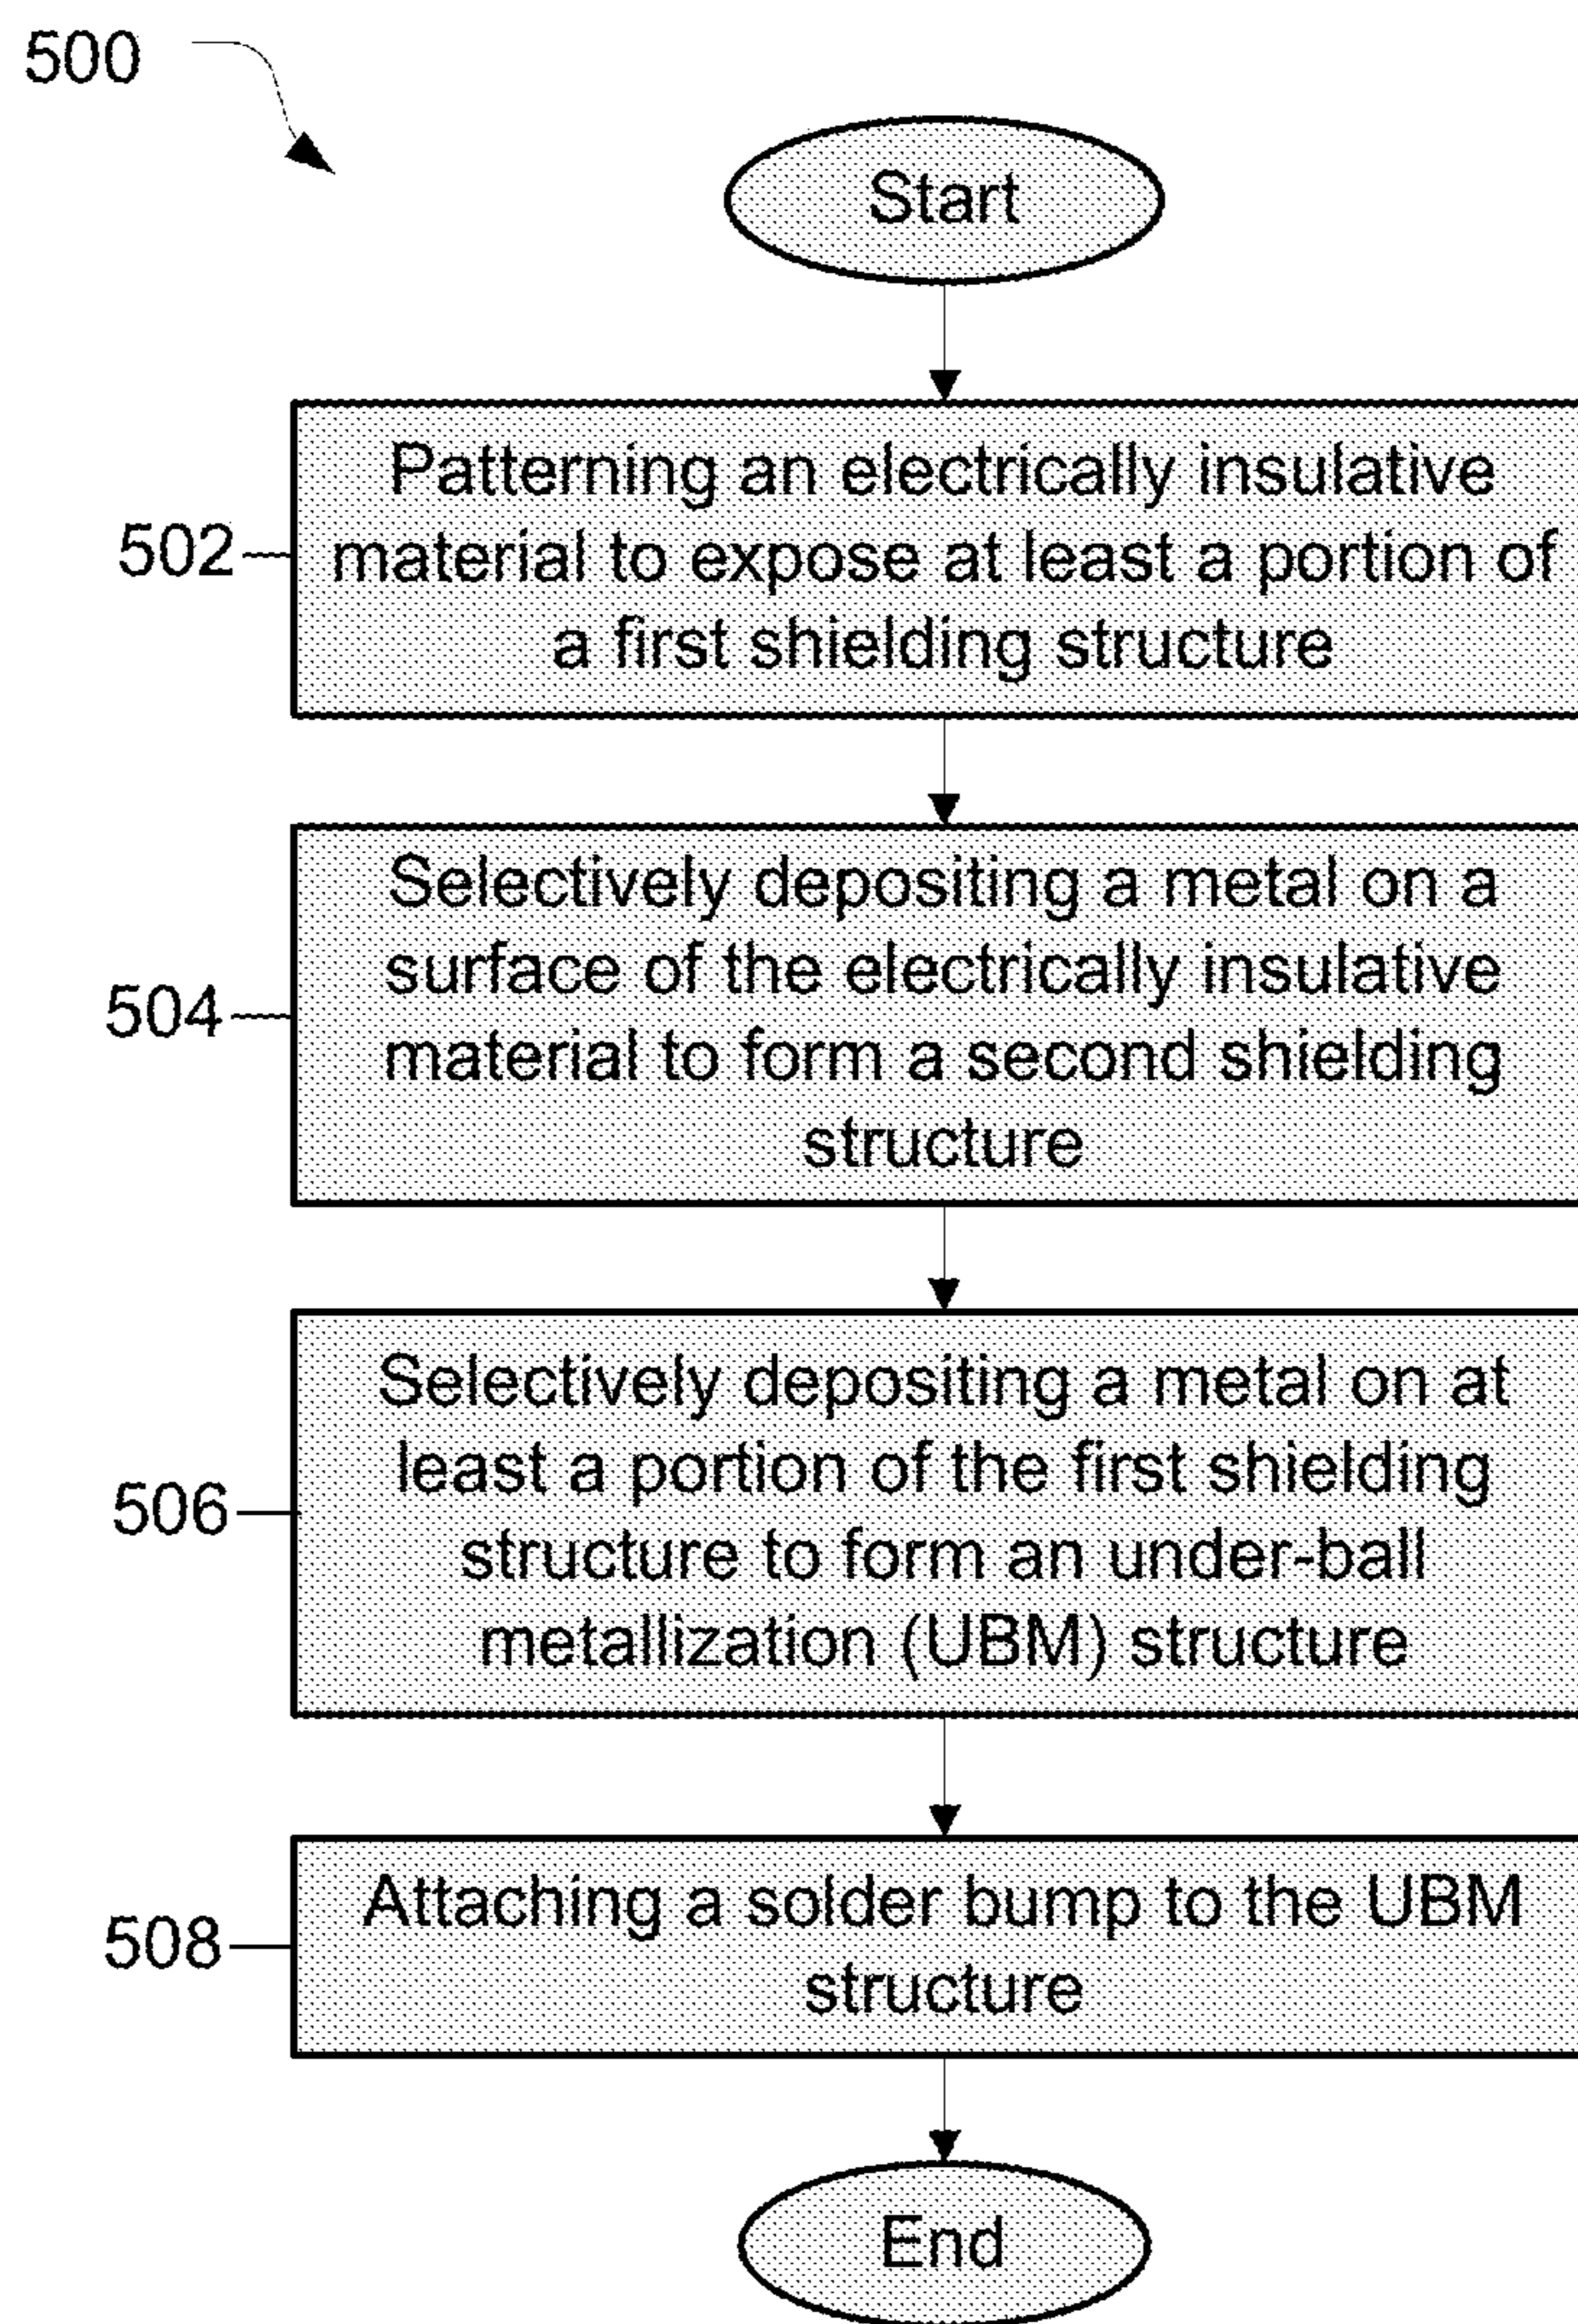 500
Start
502
Patterning an electrically insulative
material to expose at least a portion of
a first shielding structure
504
Selectively depositing a metal on a
surface of the electrically insulative
material to form a second shielding
structure
506
Selectively depositing a metal on at
least a portion of the first shielding
structure to form an under-ball
metallization (UBM) structure
508
Attaching a solder bump to the UBM
structure
End